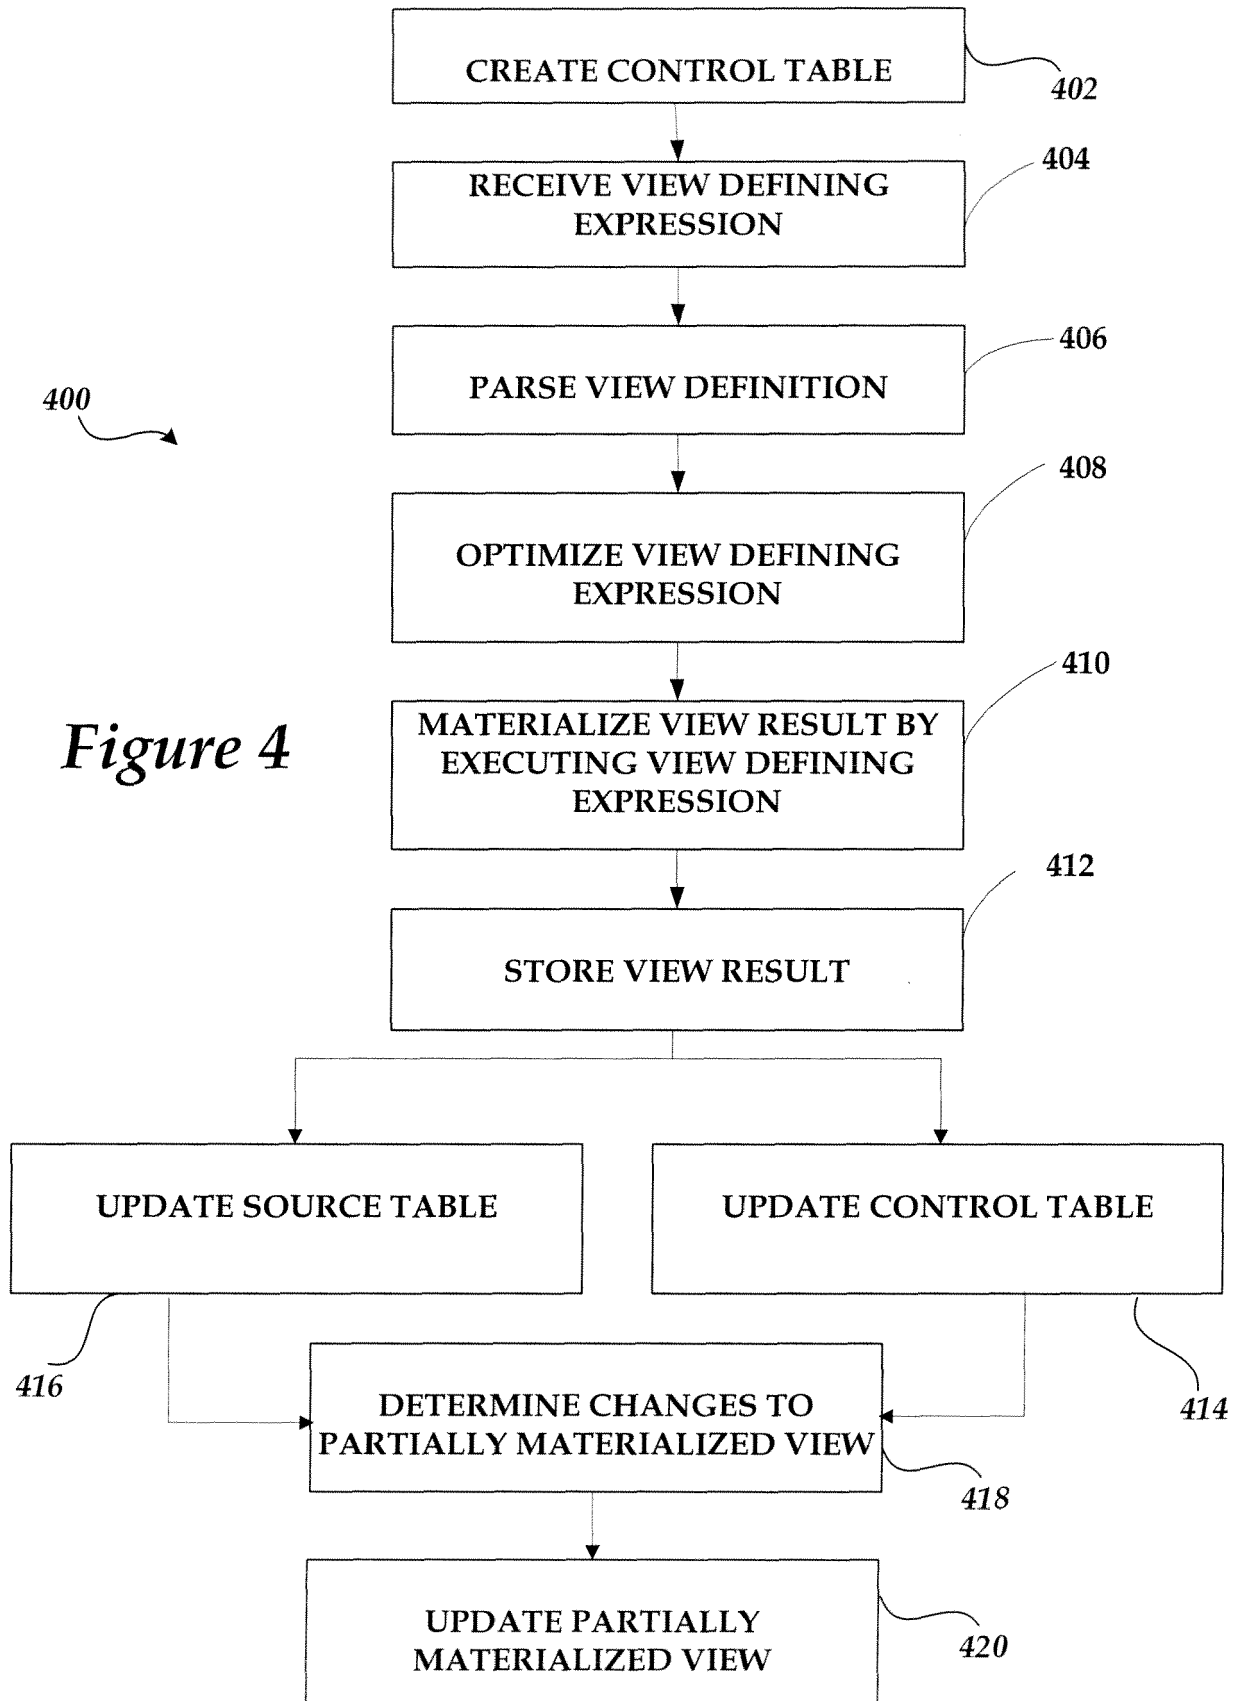 CREATE CONTROL TABLE
402
RECEIVE VIEW DEFINING
EXPRESSION
404
PARSE VIEW DEFINITION
406
400
OPTIMIZE VIEW DEFINING
EXPRESSION
408
Figure 4
MATERIALIZE VIEW RESULT BY
EXECUTING VIEW DEFINING
EXPRESSION
410
STORE VIEW RESULT
412
UPDATE SOURCE TABLE
416
UPDATE CONTROL TABLE
414
DETERMINE CHANGES TO
PARTIALLY MATERIALIZED VIEW
418
UPDATE PARTIALLY
MATERIALIZED VIEW
420